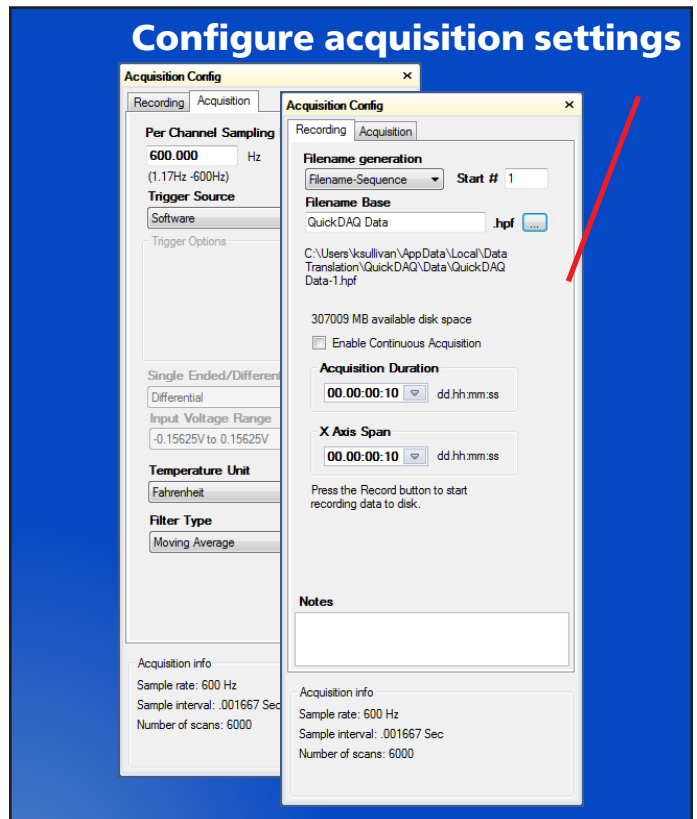 Configure acquisition settings
Acquisition Config
Recording Acquisition
Per Channel Sampling
600.000 Hz
(1.17Hz -600Hz)
Trigger Source
Software
Trigger Options
Single Ended/Different
Differential
Input Voltage Range
-0.15625V to 0.15625V
Temperature Unit
Fahrenheit
Filter Type
Moving Average
Acquisition info
Sample rate: 600 Hz
Sample interval: .001667 Sec
Number of scans: 6000
Acquisition Config
Recording Acquisition
Filename generation
Filename-Sequence Start # 1
Filename Base
QuickDAQ Data .hpf ...
C:\Users\ksullivan\AppData\Local\Data
Translation\QuickDAQ\Data\QuickDAQ
Data-1.hpf
307009 MB available disk space
Enable Continuous Acquisition
Acquisition Duration
00.00:00:10 dd.hh:mm:ss
X Axis Span
00.00:00:10 dd.hh:mm:ss
Press the Record button to start
recording data to disk.
Notes
Acquisition info
Sample rate: 600 Hz
Sample interval: .001667 Sec
Number of scans: 6000